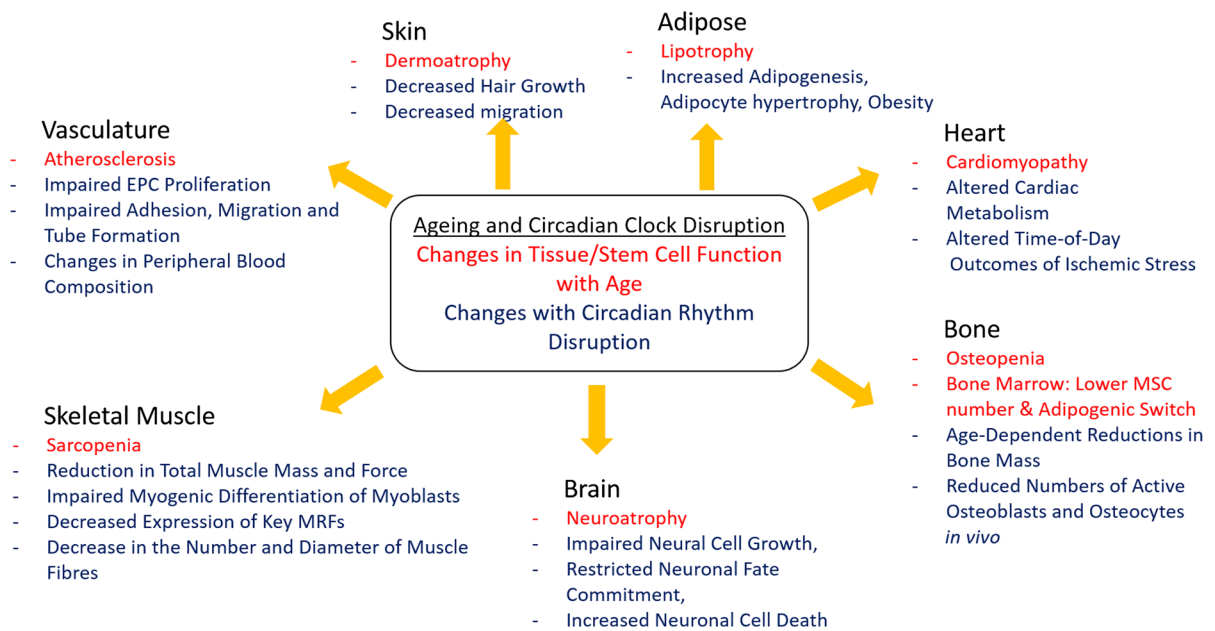 Skin
- Dermoatrophy
- Decreased Hair Growth
- Decreased migration
Adipose
- Lipotrophy
- Increased Adipogenesis,
Adipocyte hypertrophy, Obesity
Vasculature
- Atherosclerosis
- Impaired EPC Proliferation
- Impaired Adhesion, Migration and
Tube Formation
- Changes in Peripheral Blood
Composition
Heart
- Cardiomyopathy
- Altered Cardiac
Metabolism
- Altered Time-of-Day
Outcomes of Ischemic Stress
Ageing and Circadian Clock Disruption
Changes in Tissue/Stem Cell Function
with Age
Changes with Circadian Rhythm
Disruption
Skeletal Muscle
- Sarcopenia
- Reduction in Total Muscle Mass and Force
- Impaired Myogenic Differentiation of Myoblasts
- Decreased Expression of Key MRFs
- Decrease in the Number and Diameter of Muscle
Fibres
Brain
- Neuroatrophy
- Impaired Neural Cell Growth,
- Restricted Neuronal Fate
Commitment,
- Increased Neuronal Cell Death
Bone
- Osteopenia
- Bone Marrow: Lower MSC
number & Adipogenic Switch
- Age-Dependent Reductions in
Bone Mass
- Reduced Numbers of Active
Osteoblasts and Osteocytes
in vivo